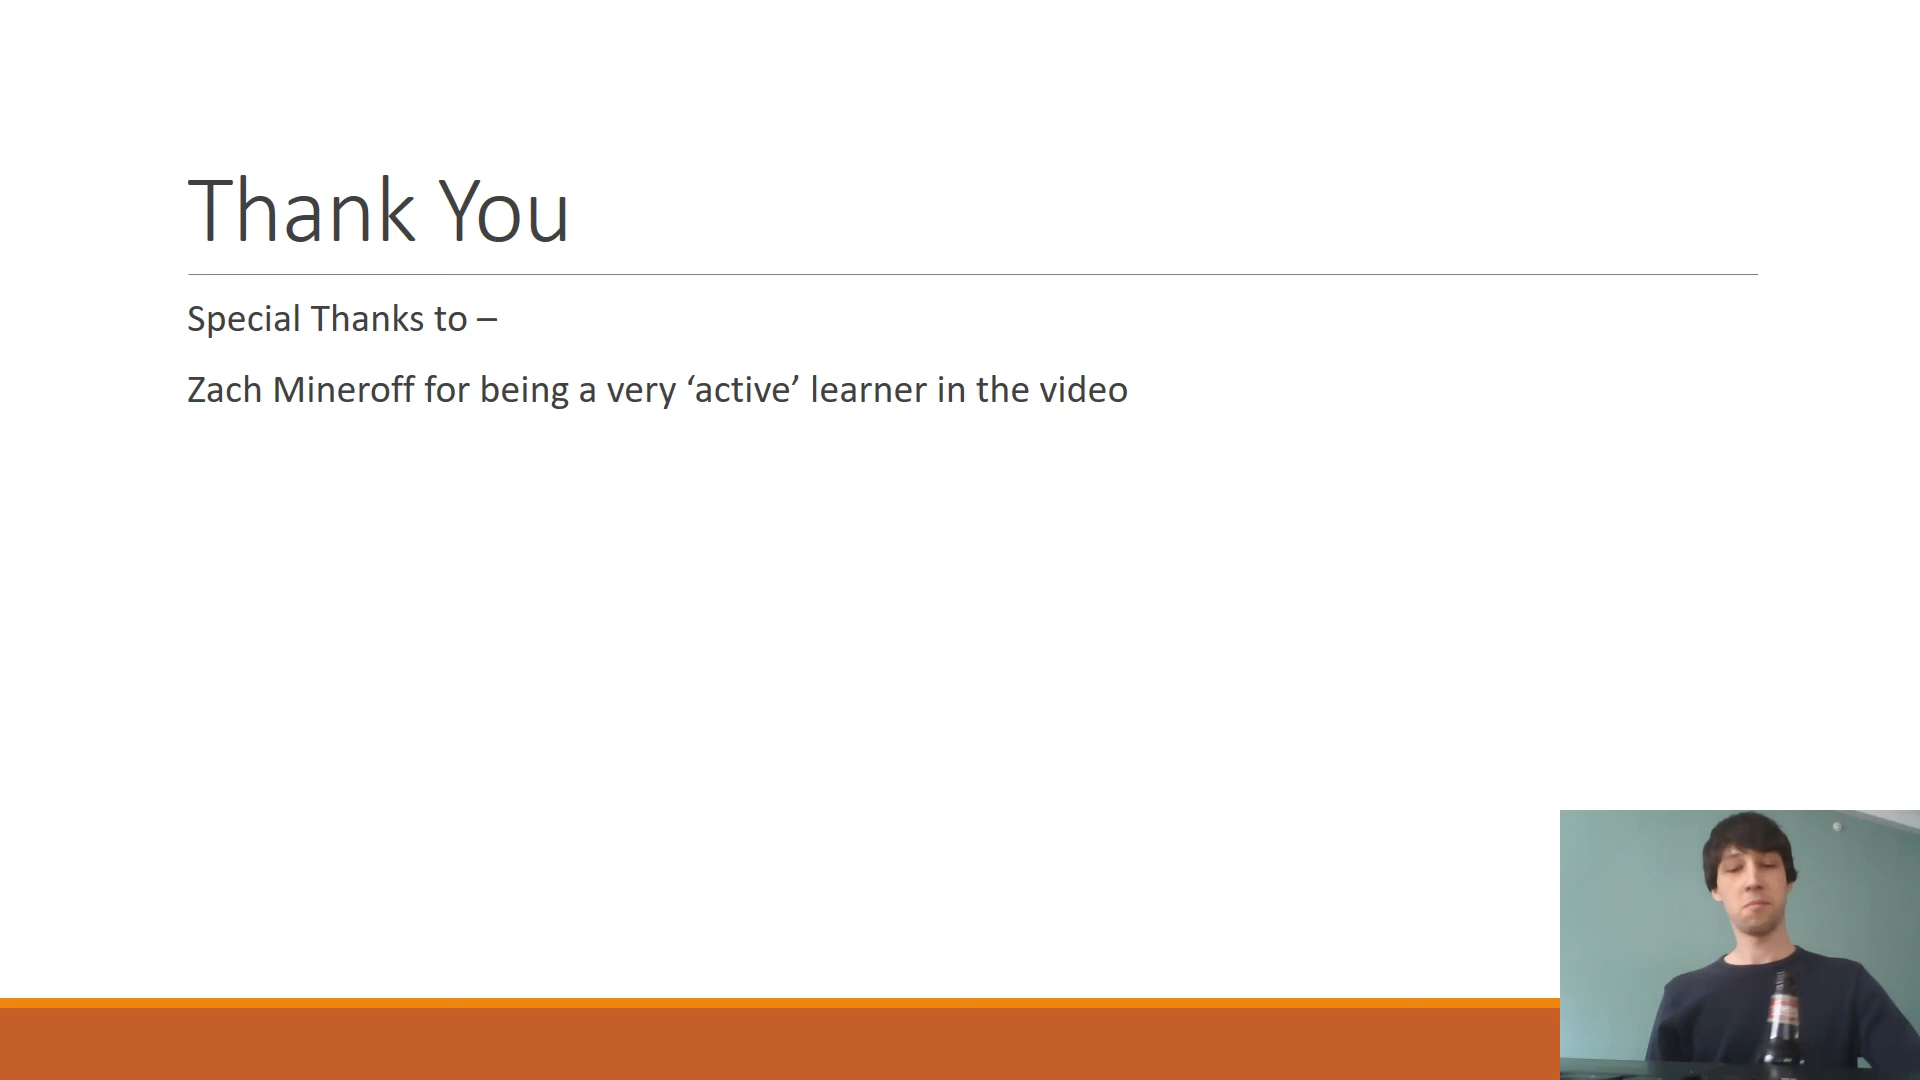 Thank You
Special Thanks to –
Zach Mineroff for being a very ‘active’ learner in the video